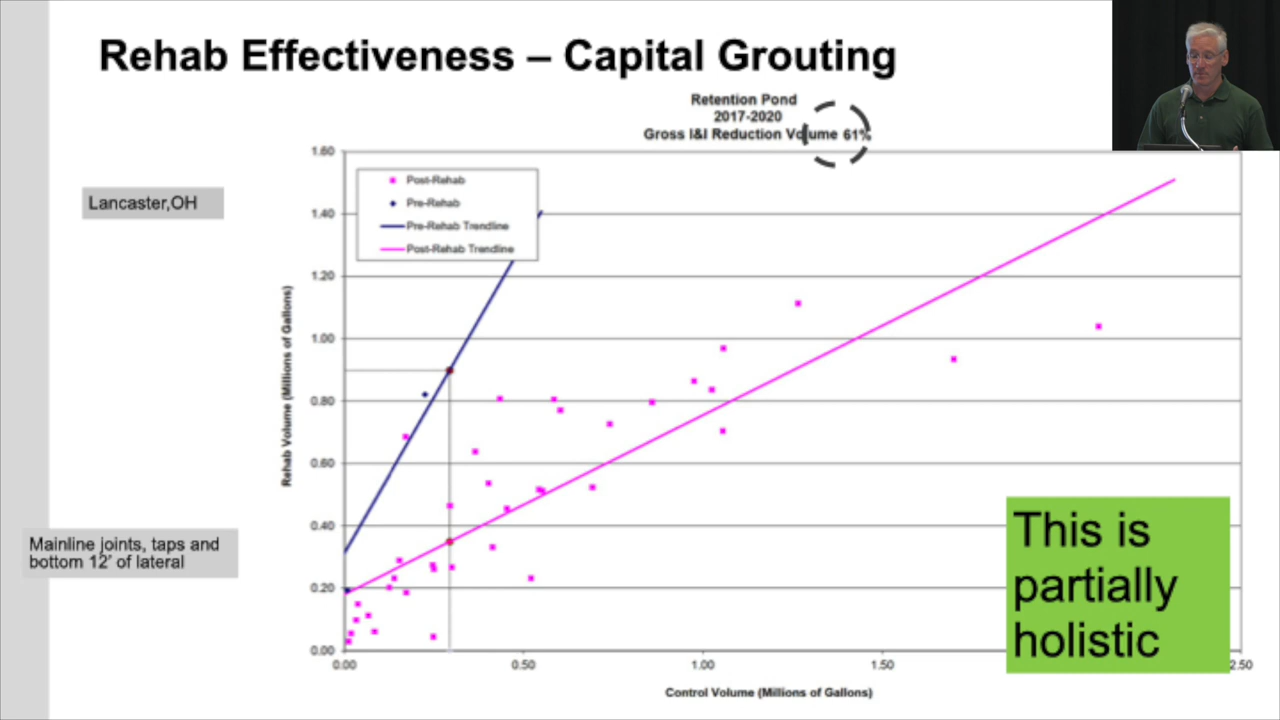 Rehab Effectiveness – Capital Grouting
Retention Pond
2017-2020
Gross I&I Reduction Volume 61%
Lancaster,OH
Mainline joints, taps and
bottom 12' of lateral
Post-Rehab
Pre-Rehab
Pre-Rehab Trendline
Post-Rehab Trendline
Rehab Volume (Millions of Gallons)
1.60
1.40
1.20
1.00
0.80
0.60
0.40
0.20
0.00
0.00
0.50
1.00
1.50
2.50
Control Volume (Millions of Gallons)
This is
partially
holistic